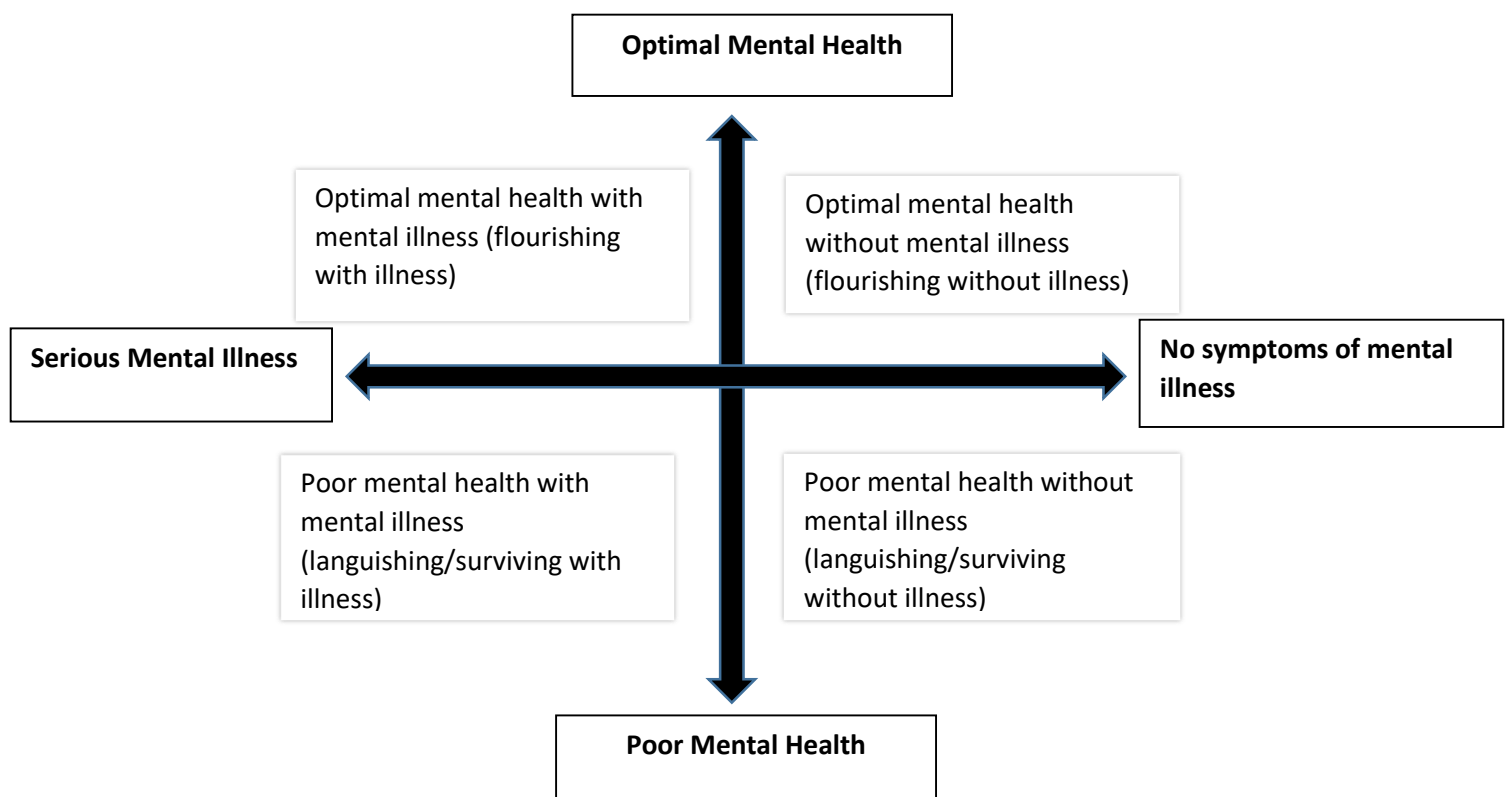 Optimal Mental Health
Optimal mental health with
mental illness (flourishing
with illness)
Optimal mental health
without mental illness
(flourishing without illness)
Serious Mental Illness
No symptoms of mental
illness
Poor mental health with
mental illness
(languishing/surviving with
illness)
Poor mental health without
mental illness
(languishing/surviving
without illness)
Poor Mental Health